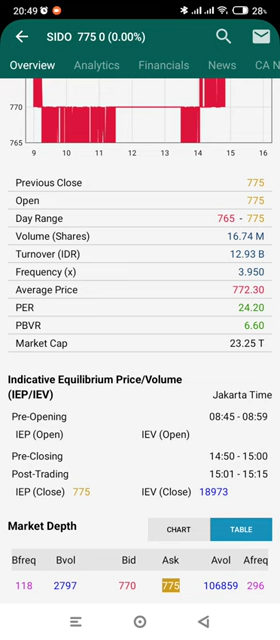 20:49 28%
SIDO 775 0 (0.00%)
Overview Analytics Financials News CA N
770
765
9 10 11 12 13 14 15 16
Previous Close 775
Open 775
Day Range 765 - 775
Volume (Shares) 16.74 M
Turnover (IDR) 12.93 B
Frequency (x) 3.950
Average Price 772.30
PER 24.20
PBVR 6.60
Market Cap 23.25 T
Indicative Equilibrium Price/Volume
(IEP/IEV) Jakarta Time
Pre-Opening 08:45 - 08:59
IEP (Open) IEV (Open)
Pre-Closing 14:50 - 15:00
Post-Trading 15:01 - 15:15
IEP (Close) 775 IEV (Close) 18973
Market Depth CHART TABLE
Bfreq Bvol Bid Ask Avol Afreq
118 2797 770 775 106859 296